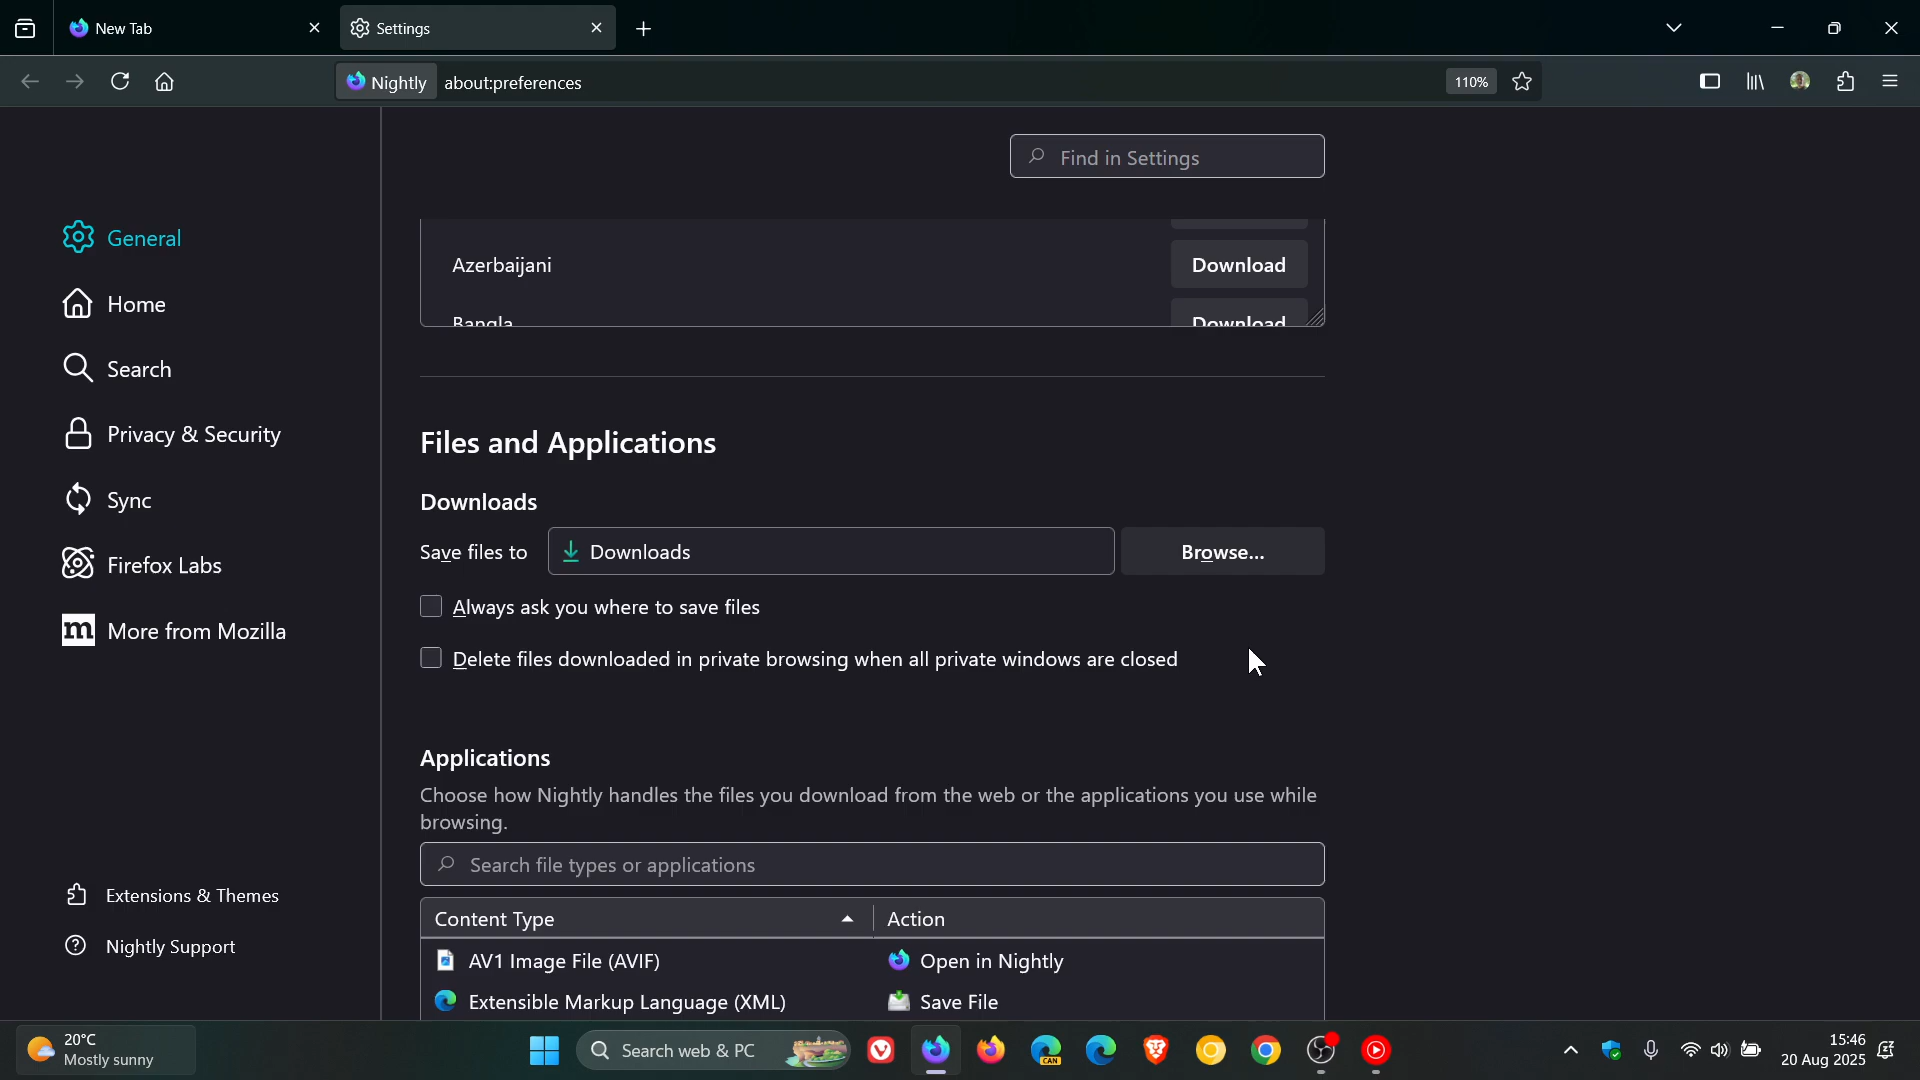 New Tab
Settings
Nightly
about:preferences
110%
Find in Settings
General
Home
Search
Privacy & Security
Sync
Firefox Labs
More from Mozilla
Extensions & Themes
Nightly Support
Azerbaijani
Download
Bangla
Download
Files and Applications
Downloads
Save files to
Downloads
Browse...
Always ask you where to save files
Delete files downloaded in private browsing when all private windows are closed
Applications
Choose how Nightly handles the files you download from the web or the applications you use while
browsing.
Search file types or applications
Content Type
Action
AV1 Image File (AVIF)
Open in Nightly
Extensible Markup Language (XML)
Save File
20°C
Mostly sunny
Search web & PC
CAN
15:46
20 Aug 2025